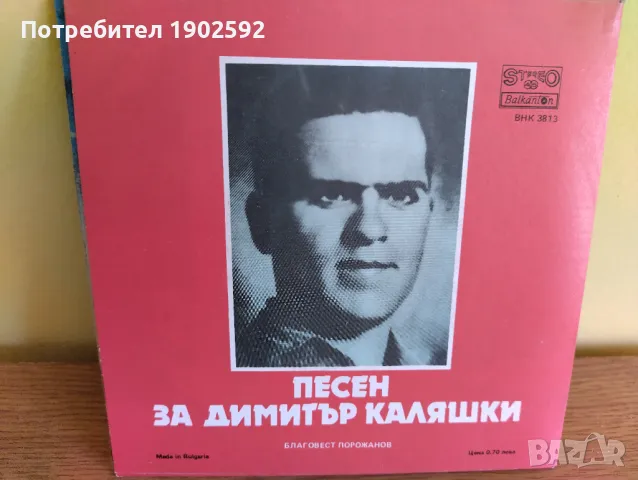 Потребител 1902592
STEREO
Balkanton
ВНК 3813
ПЕСЕН
ЗА ДИМИТЪР КАЛЯШКИ
БЛАГОВЕСТ ПОРОЖАНОВ
Made in Bulgaria
Цена 0.70 лева
BAZAR